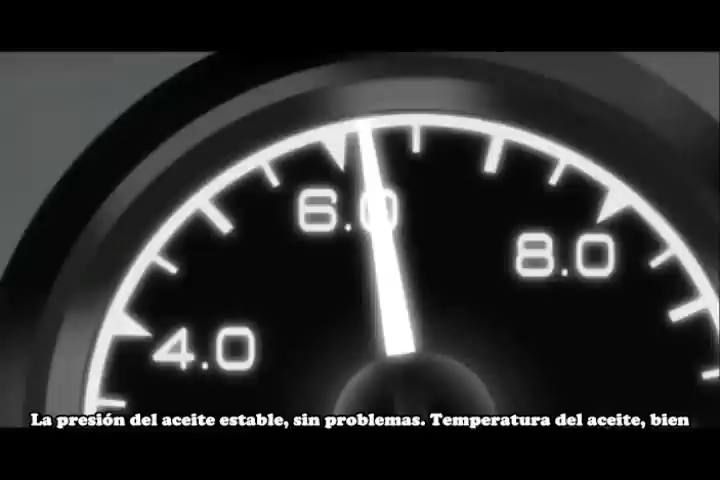 6.0
8.0
4.0
La presión del aceite estable, sin problemas. Temperatura del aceite, bien